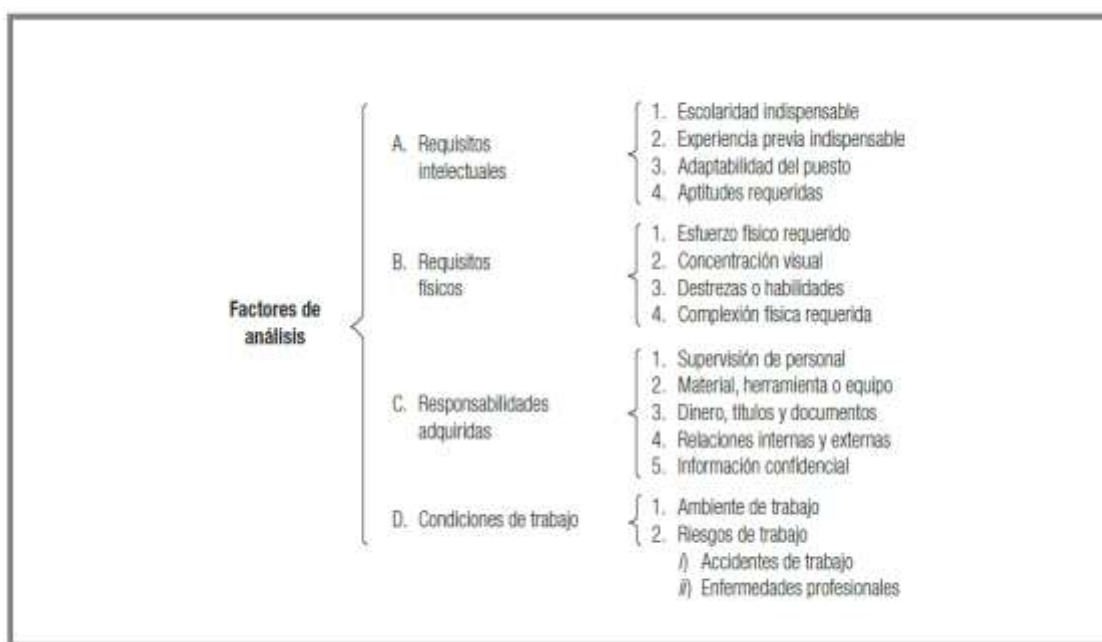 Factores de
análisis
A. Requisitos
intelectuales
1. Escolaridad indispensable
2. Experiencia previa indispensable
3. Adaptabilidad del puesto
4. Aptitudes requeridas
B. Requisitos
físicos
1. Esfuerzo físico requerido
2. Concentración visual
3. Destrezas o habilidades
4. Complexión física requerida
C. Responsabilidades
adquiridas
1. Supervisión de personal
2. Material, herramienta o equipo
3. Dinero, títulos y documentos
4. Relaciones internas y externas
5. Información confidencial
D. Condiciones de trabajo
1. Ambiente de trabajo
2. Riesgos de trabajo
i) Accidentes de trabajo
ii) Enfermedades profesionales